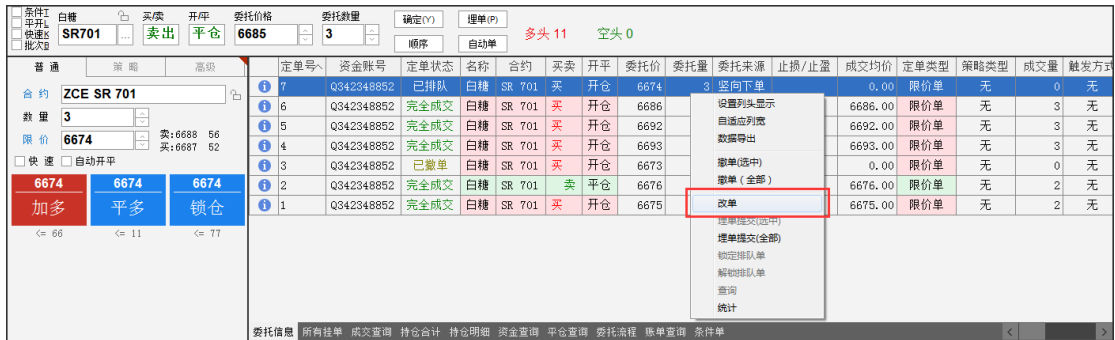 条件I 白糖 买/卖 开/平 委托价格 委托数量 确定(Y) 埋单(P)
平开L
快速K SR701 ... 卖出 平仓 6685 3 多头 11 空头 0
批次B 顺序 自动单
普通 策略 高级
合约 ZCE SR 701
数量 3
限价 6674 卖:6688 56
买:6687 52
快速 自动开平
6674 6674 6674
加多 平多 锁仓
<= 66 <= 11 <= 77
定单号 资金账号 定单状态 名称 合约 买卖 开平 委托价 委托量 委托来源 止损/止盈 成交均价 定单类型 策略类型 成交量 触发方式
7 Q342348852 已排队 白糖 SR 701 买 开仓 6674 3 竖向下单 0.00 限价单 无 0 无
6 Q342348852 完全成交 白糖 SR 701 买 开仓 6686 6686.00 限价单 无 3 无
5 Q342348852 完全成交 白糖 SR 701 买 开仓 6692 6692.00 限价单 无 3 无
4 Q342348852 完全成交 白糖 SR 701 买 开仓 6693 6693.00 限价单 无 3 无
3 Q342348852 已撤单 白糖 SR 701 买 开仓 6673 0.00 限价单 无 0 无
2 Q342348852 完全成交 白糖 SR 701 卖 平仓 6676 6676.00 限价单 无 2 无
1 Q342348852 完全成交 白糖 SR 701 买 开仓 6675 6675.00 限价单 无 2 无
设置列头显示
自适应列宽
数据导出
撤单(选中)
撤单(全部)
改单
埋单提交(选中)
埋单提交(全部)
锁定排队单
解锁排队单
查询
统计
委托信息 所有挂单 成交查询 持仓合计 持仓明细 资金查询 平仓查询 委托流程 账单查询 条件单